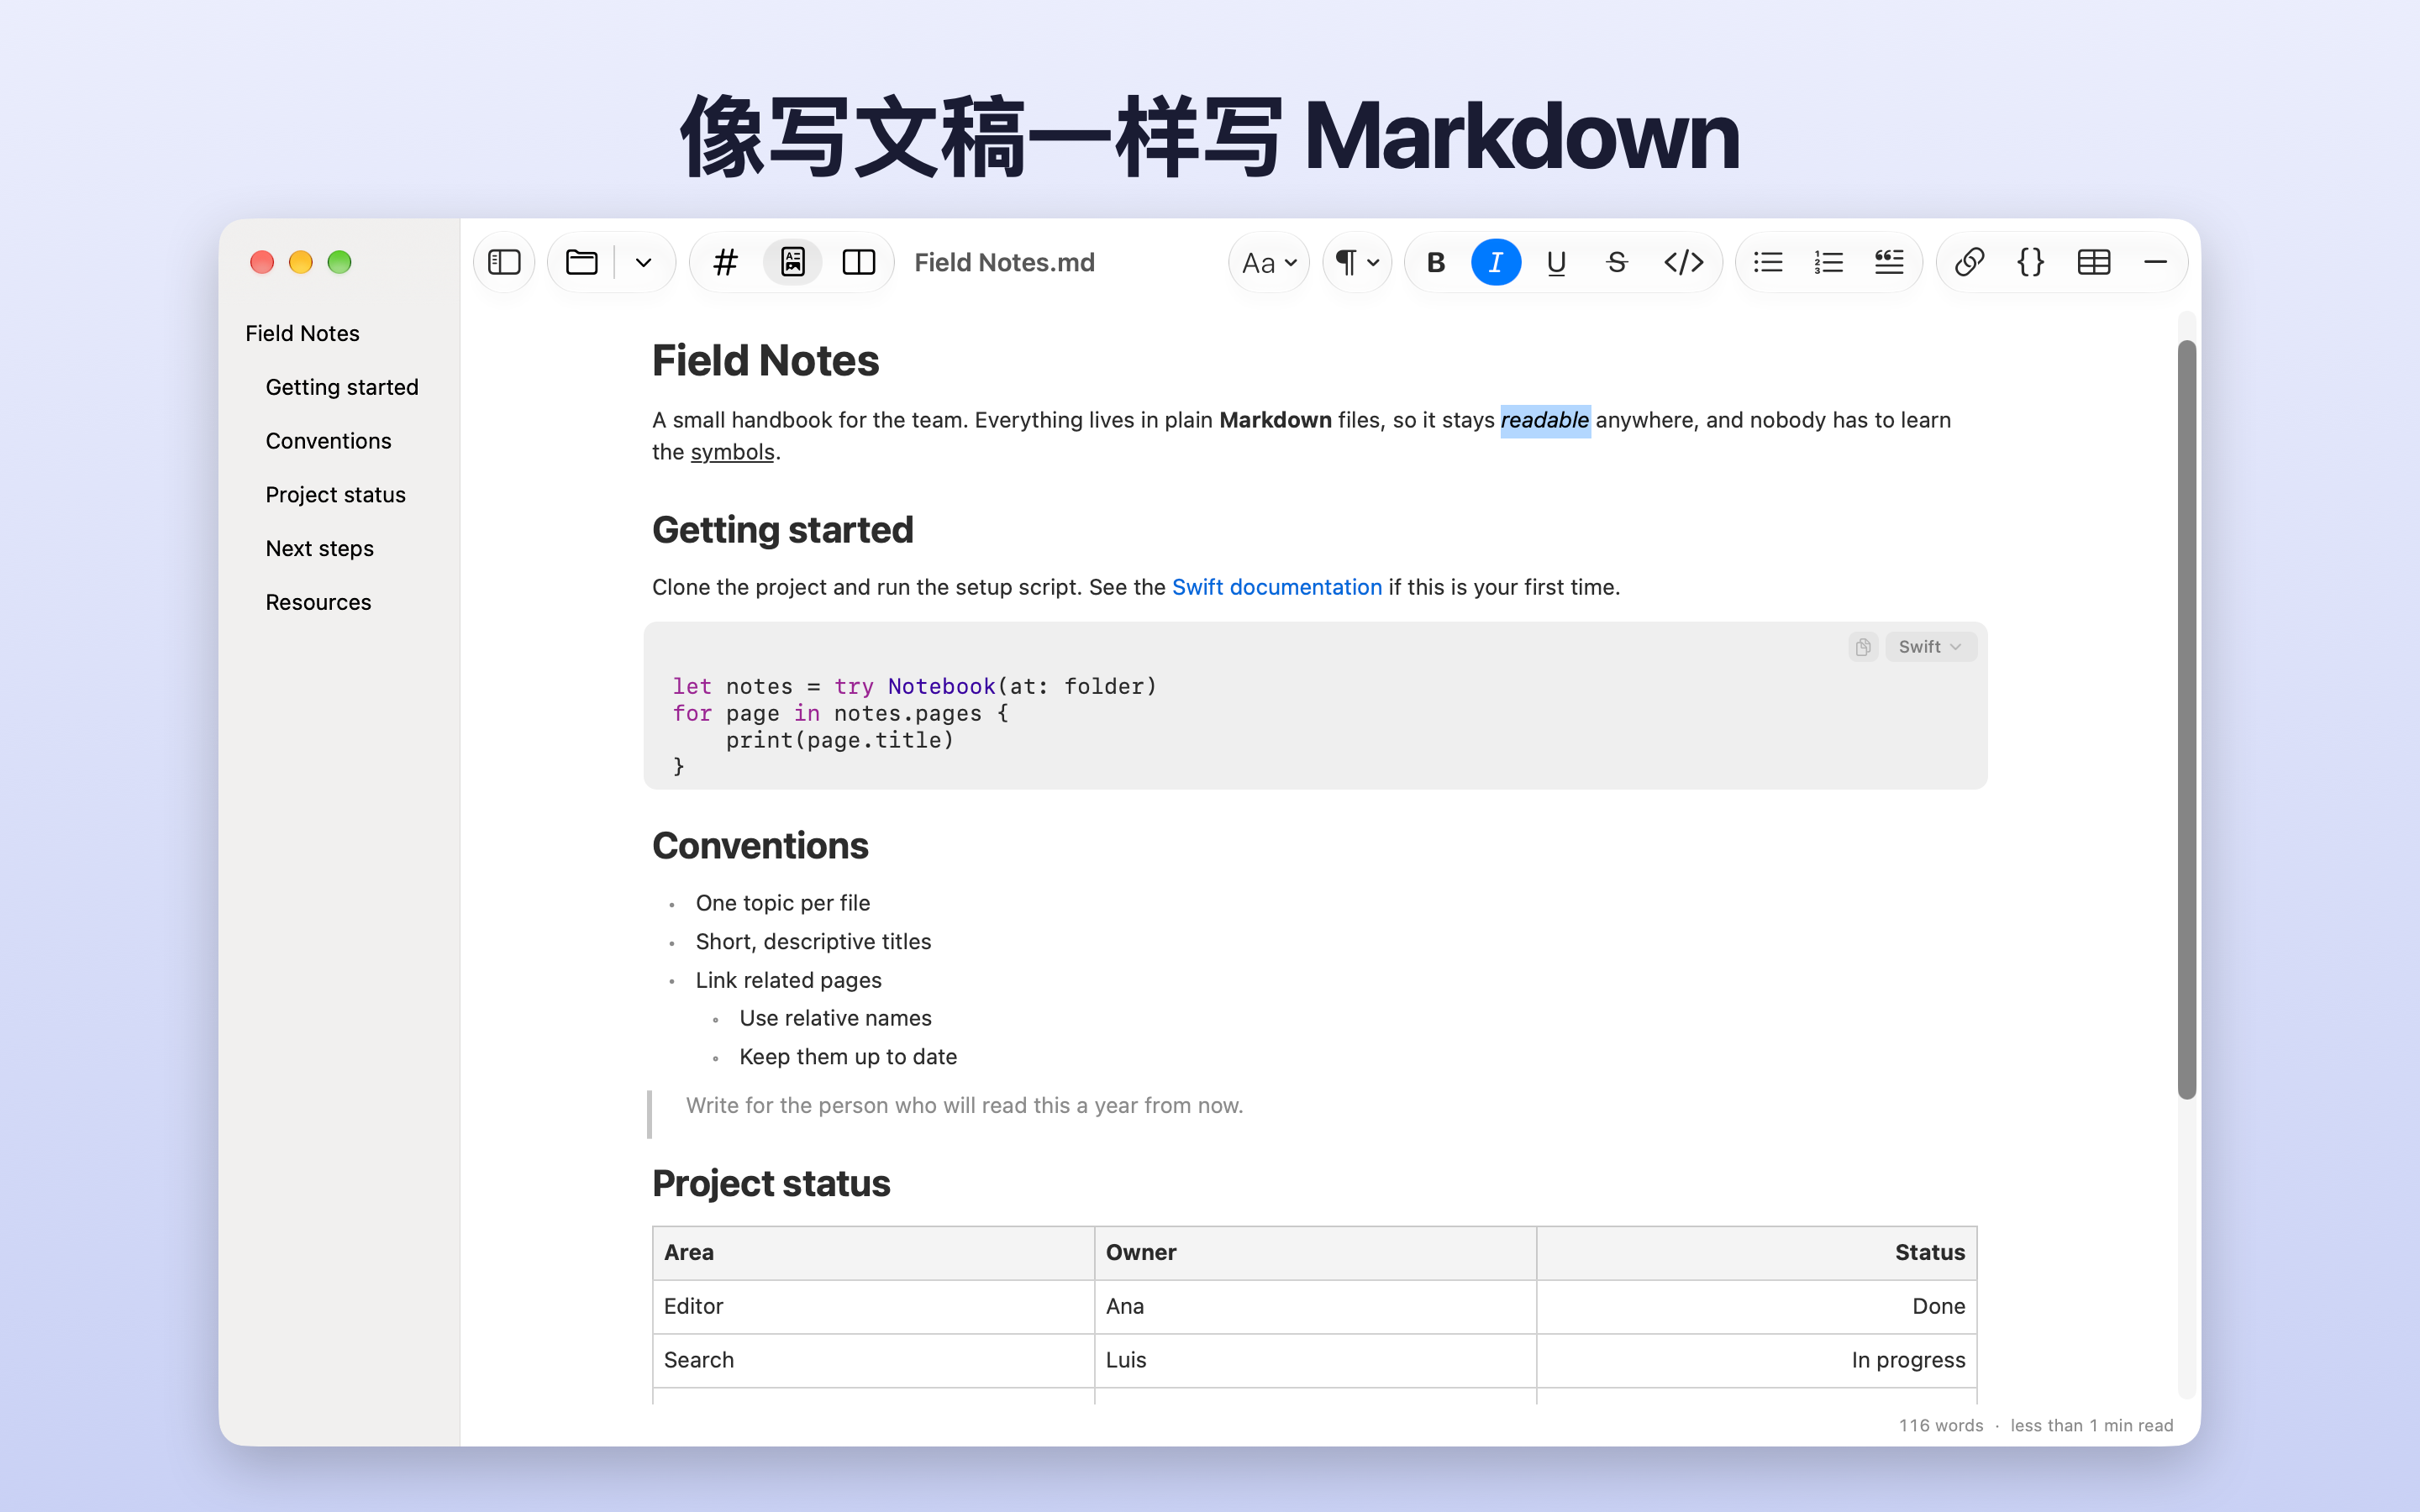 像写文稿一样写 Markdown
Field Notes.md
Aa
B I U S </>
Field Notes
Getting started
Conventions
Project status
Next steps
Resources
Field Notes
A small handbook for the team. Everything lives in plain Markdown files, so it stays readable anywhere, and nobody has to learn
the symbols.
Getting started
Clone the project and run the setup script. See the Swift documentation if this is your first time.
Swift
let notes = try Notebook(at: folder)
for page in notes.pages {
    print(page.title)
}
Conventions
• One topic per file
• Short, descriptive titles
• Link related pages
◦ Use relative names
◦ Keep them up to date
Write for the person who will read this a year from now.
Project status
Area Owner Status
Editor Ana Done
Search Luis In progress
116 words · less than 1 min read